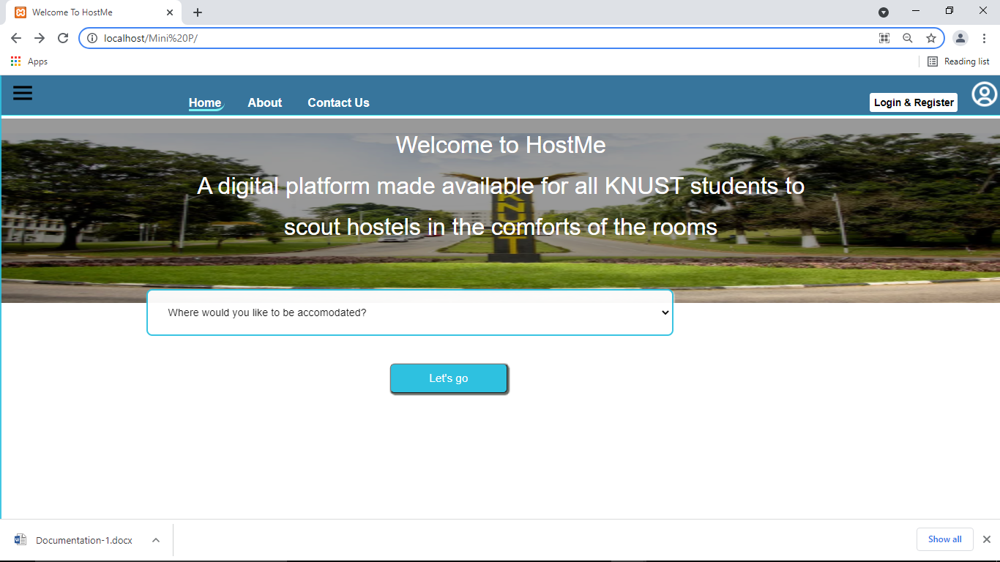 Welcome To HostMe
localhost/Mini%20P/
Apps
Reading list
Home About Contact Us
Login & Register
Welcome to HostMe
A digital platform made available for all KNUST students to
scout hostels in the comforts of the rooms
KNUST
Where would you like to be accomodated?
Let's go
Documentation-1.docx
Show all